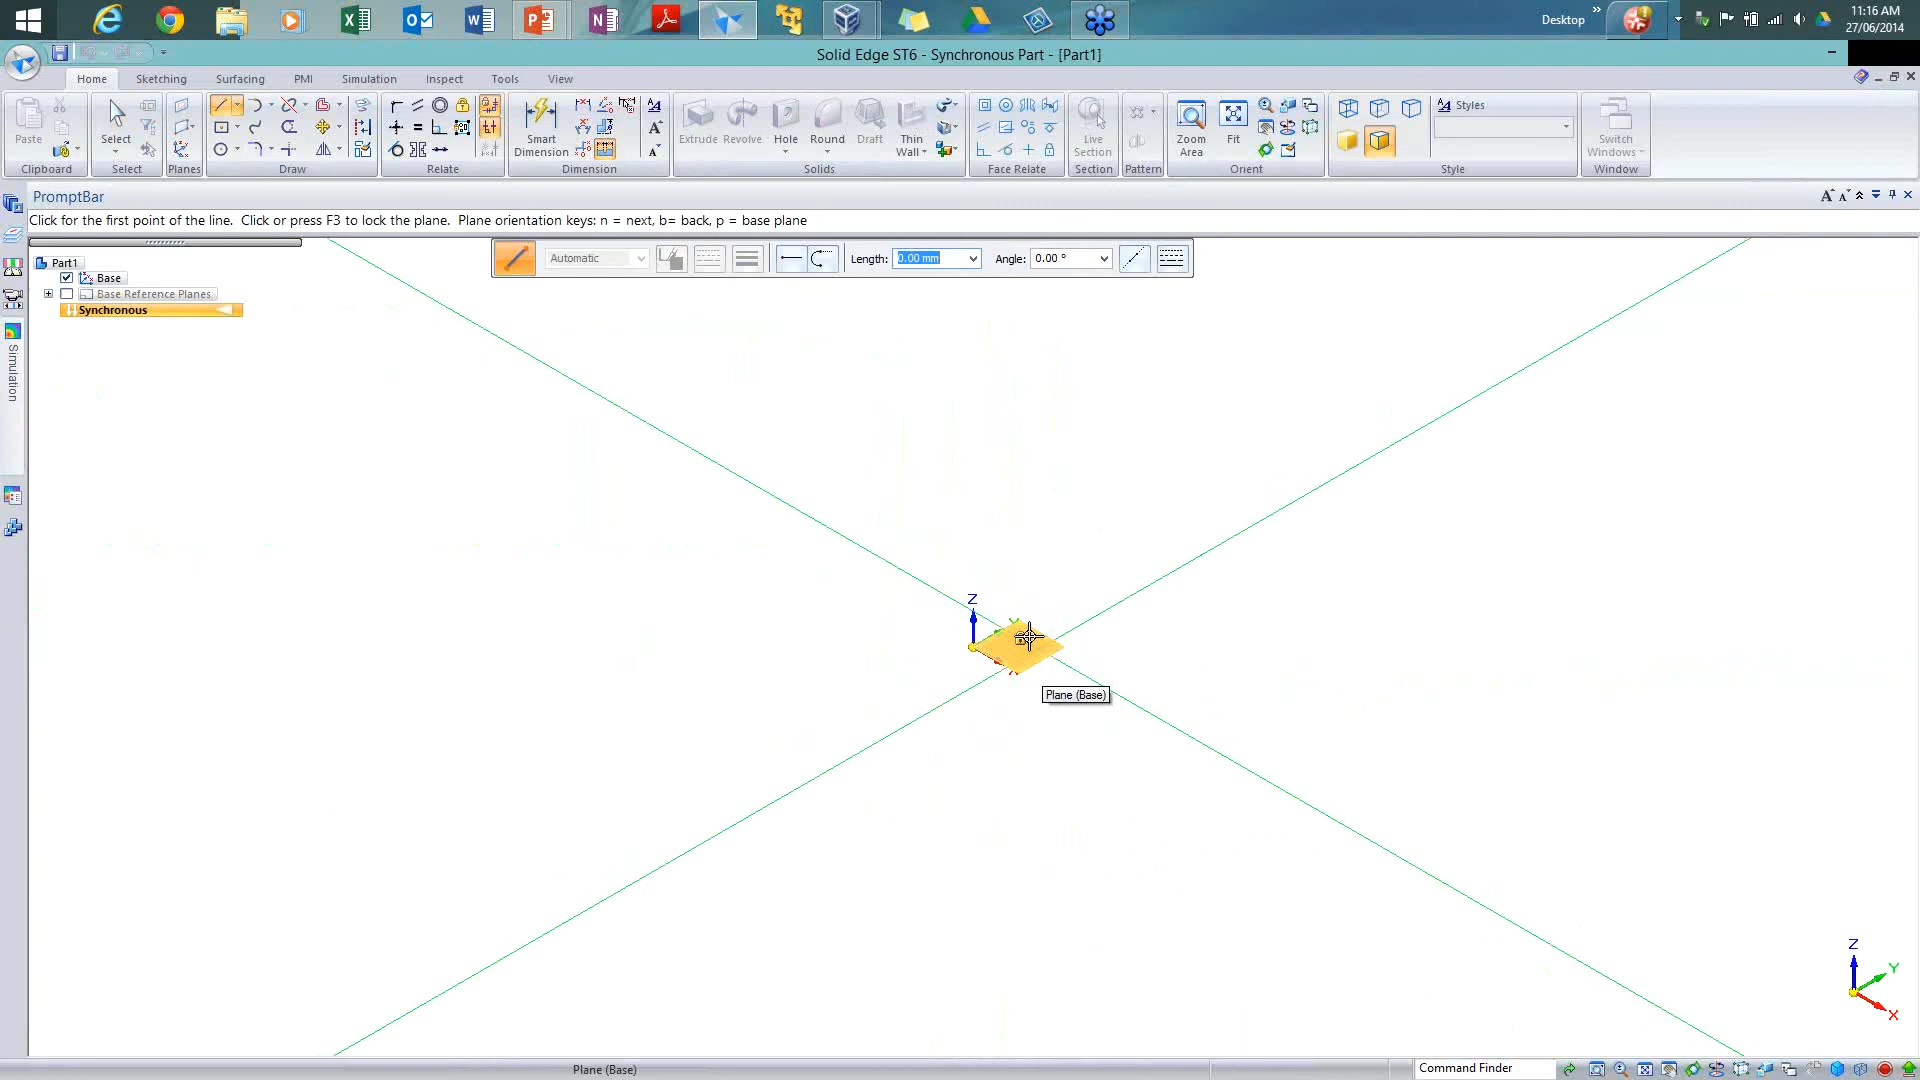 Desktop
11:16 AM
27/06/2014
Solid Edge ST6 - Synchronous Part - [Part1]
Home Sketching Surfacing PMI Simulation Inspect Tools View
Paste Select Smart Dimension Extrude Revolve Hole Round Draft Thin Wall Live Section Zoom Area Fit Styles Switch Windows
Clipboard Select Planes Draw Relate Dimension Solids Face Relate Section Pattern Orient Style Window
PromptBar
Click for the first point of the line. Click or press F3 to lock the plane. Plane orientation keys: n = next, b= back, p = base plane
Automatic Length: 0.00 mm Angle: 0.00 °
Part1
Base
Base Reference Planes
Synchronous
Simulation
Z
Plane (Base)
Z
Y
X
Plane (Base)
Command Finder